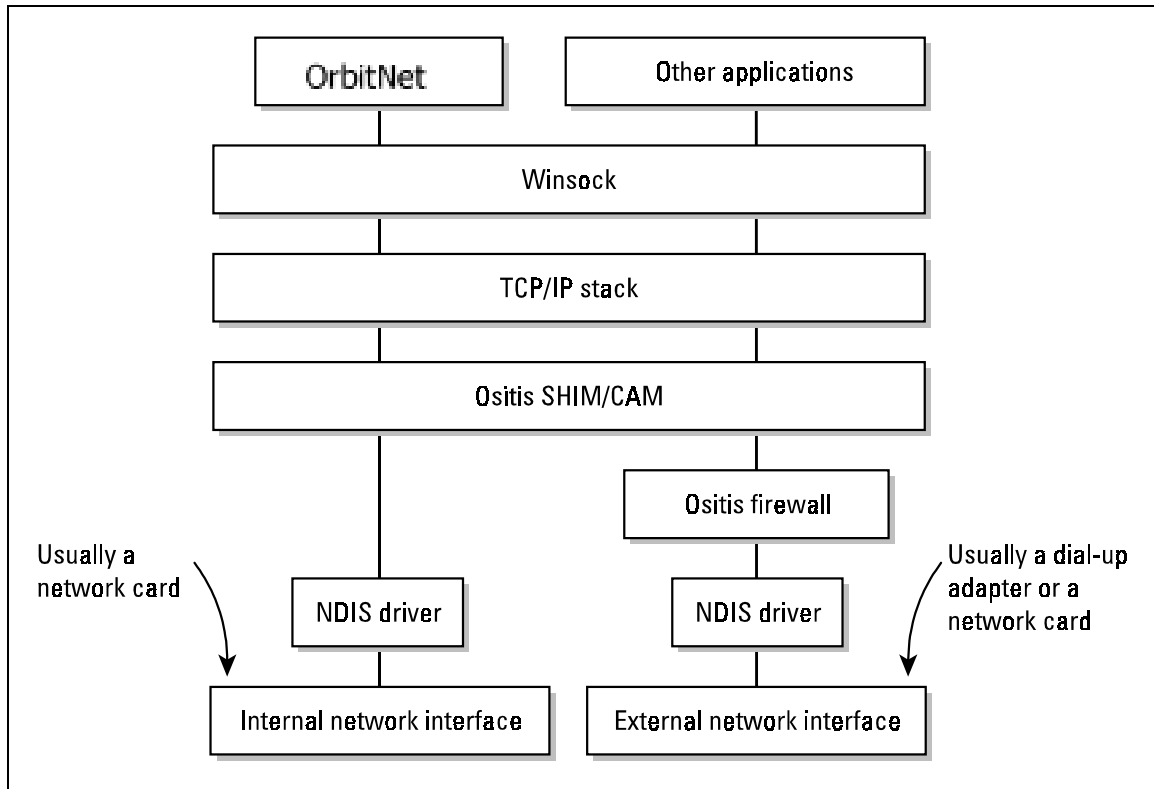 OrbitNet
Other applications
Winsock
TCP/IP stack
Ositis SHIM/CAM
Ositis firewall
Usually a
network card
Usually a dial-up
adapter or a
network card
NDIS driver
NDIS driver
Internal network interface
External network interface